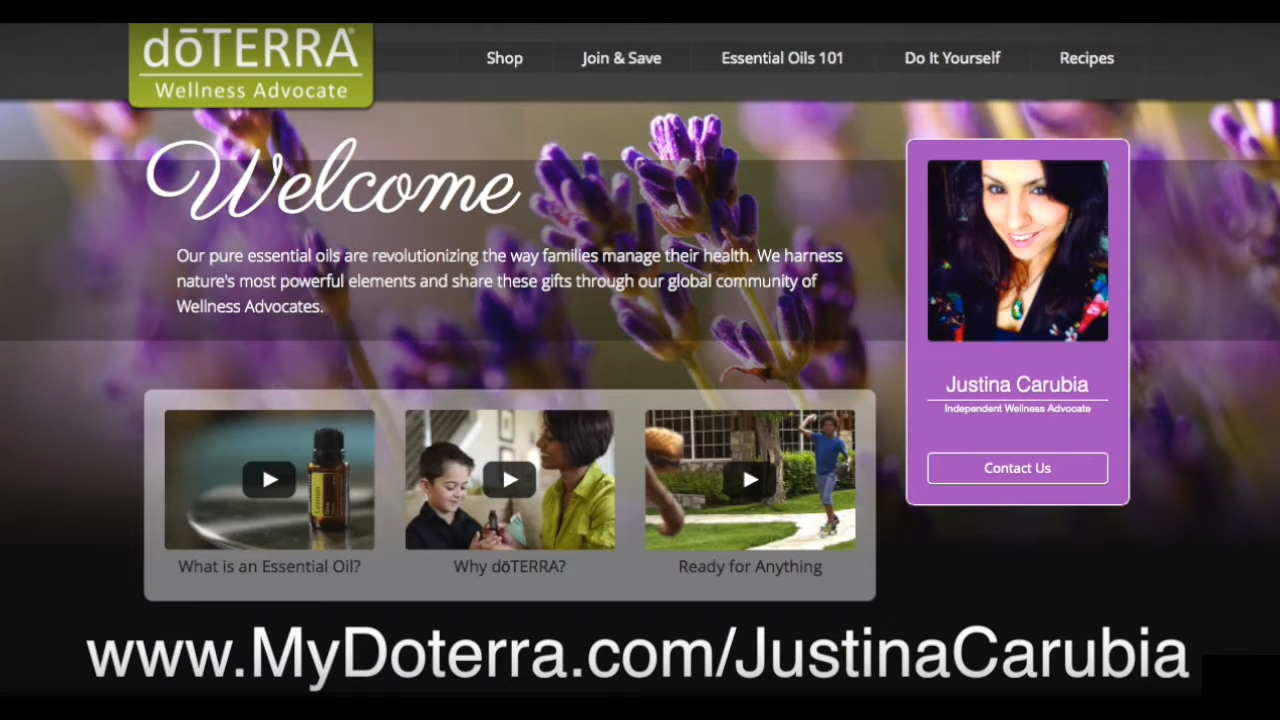 dōTERRA®
Wellness Advocate
Shop
Join & Save
Essential Oils 101
Do It Yourself
Recipes
Welcome
Our pure essential oils are revolutionizing the way families manage their health. We harness
nature's most powerful elements and share these gifts through our global community of
Wellness Advocates.
Justina Carubia
Independent Wellness Advocate
Contact Us
Lemon
What is an Essential Oil?
Why dōTERRA?
Ready for Anything
www.MyDoterra.com/JustinaCarubia